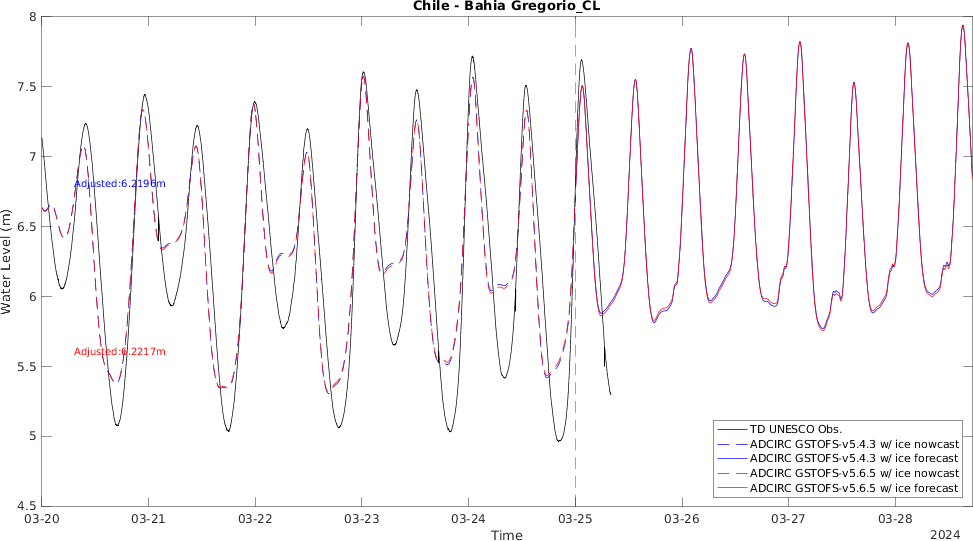 Chile - Bahia Gregorio_CL
8
7.5
7
6.5
6
5.5
5
4.5
Water Level (m)
Adjusted:6.2196m
Adjusted:6.2217m
TD UNESCO Obs.
ADCIRC GSTOFS-v5.4.3 w/ ice nowcast
ADCIRC GSTOFS-v5.4.3 w/ ice forecast
ADCIRC GSTOFS-v5.6.5 w/ ice nowcast
ADCIRC GSTOFS-v5.6.5 w/ ice forecast
03-20 03-21 03-22 03-23 03-24 03-25 03-26 03-27 03-28
Time
2024